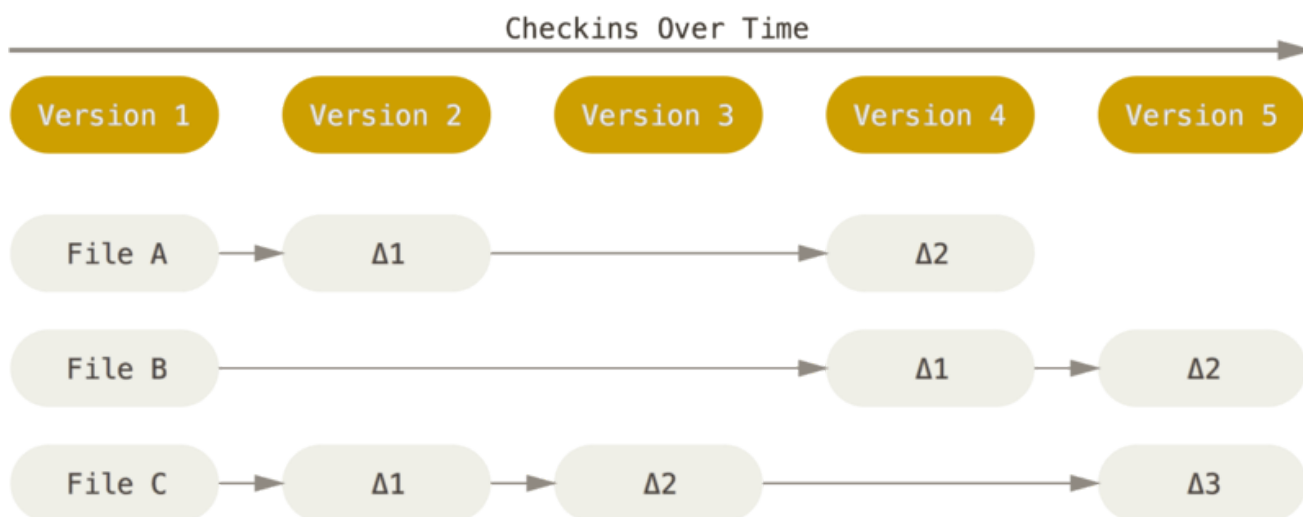 Checkins Over Time
Version 1 Version 2 Version 3 Version 4 Version 5
File A Δ1 Δ2
File B Δ1 Δ2
File C Δ1 Δ2 Δ3